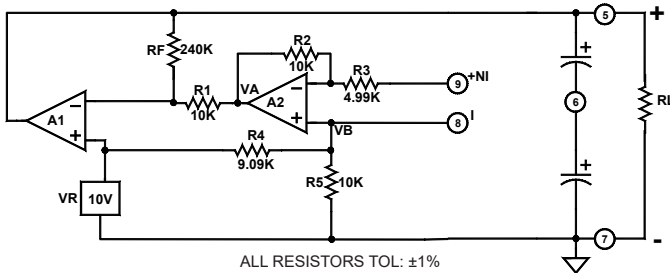 5
+
R2
10K
RF
240K
R3
4.99K
9
+NI
R1
10K
VA
A2
−
+
6
RL
A1
−
+
VB
8
I
R4
9.09K
R5
10K
VR
10V
7
-
ALL RESISTORS TOL: ±1%
+
+